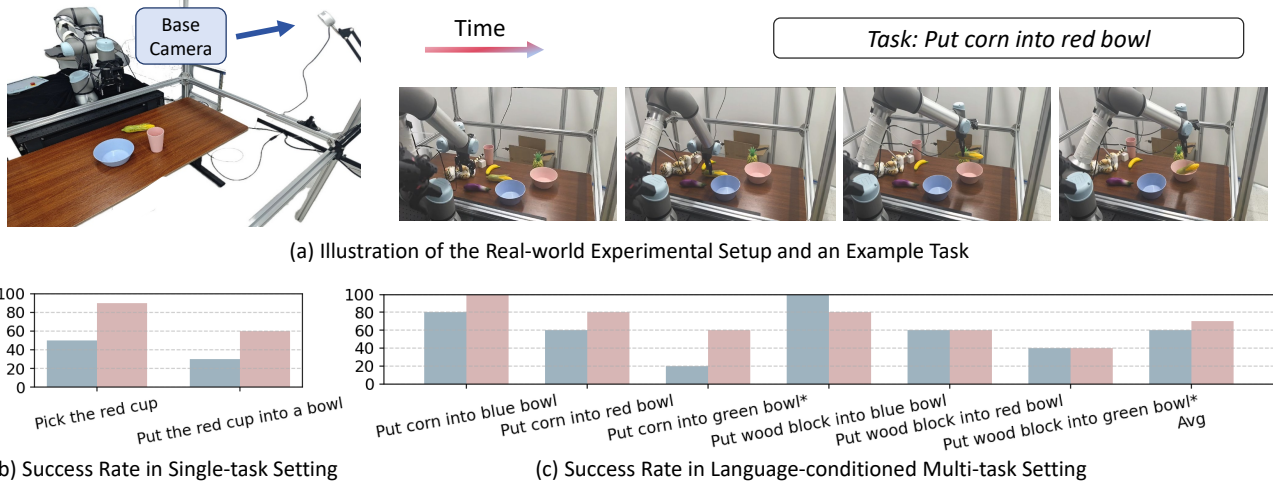 Base
Camera
Time
Task: Put corn into red bowl
(a) Illustration of the Real-world Experimental Setup and an Example Task
100
80
60
40
20
0
Pick the red cup
Put the red cup into a bowl
b) Success Rate in Single-task Setting
100
80
60
40
20
0
Put corn into blue bowl
Put corn into red bowl
Put corn into green bowl*
Put wood block into blue bowl
Put wood block into red bowl
Put wood block into green bowl*
Avg
(c) Success Rate in Language-conditioned Multi-task Setting